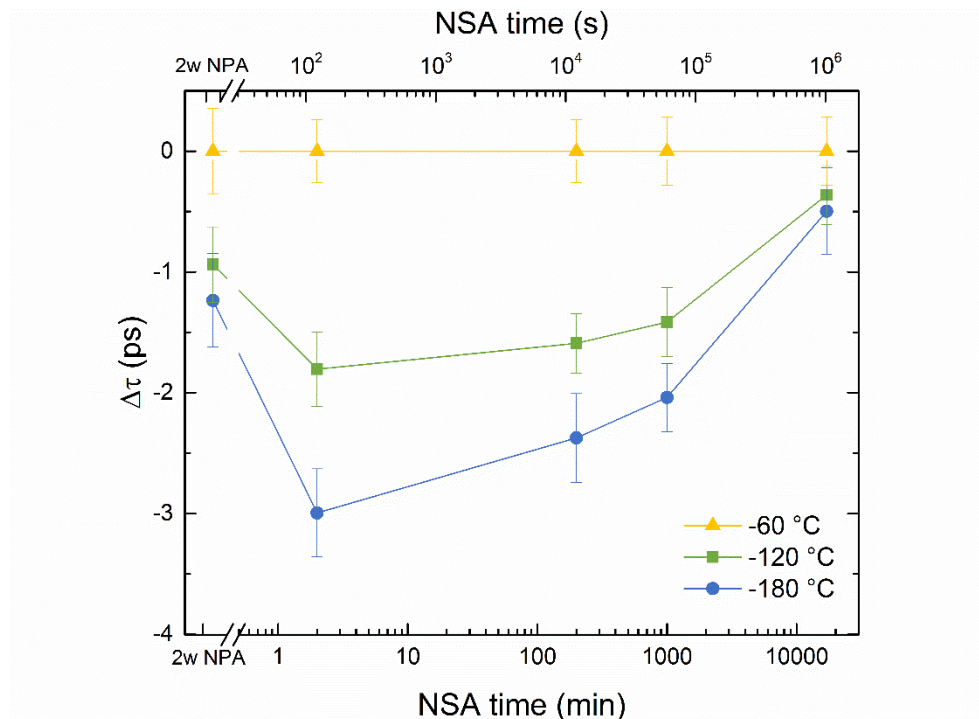 NSA time (s)
2w NPA 10² 10³ 10⁴ 10⁵ 10⁶
0
-1
-2
-3
-4
Δτ (ps)
-60 °C
-120 °C
-180 °C
2w NPA 1 10 100 1000 10000
NSA time (min)